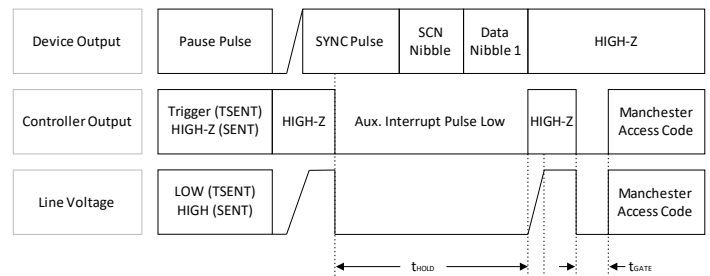 Device Output
Pause Pulse
SYNC Pulse
SCN
Nibble
Data
Nibble 1
HIGH-Z
Controller Output
Trigger (TSENT)
HIGH-Z (SENT)
HIGH-Z
Aux. Interrupt Pulse Low
HIGH-Z
Manchester
Access Code
Line Voltage
LOW (TSENT)
HIGH (SENT)
Manchester
Access Code
tHOLD
tGATE